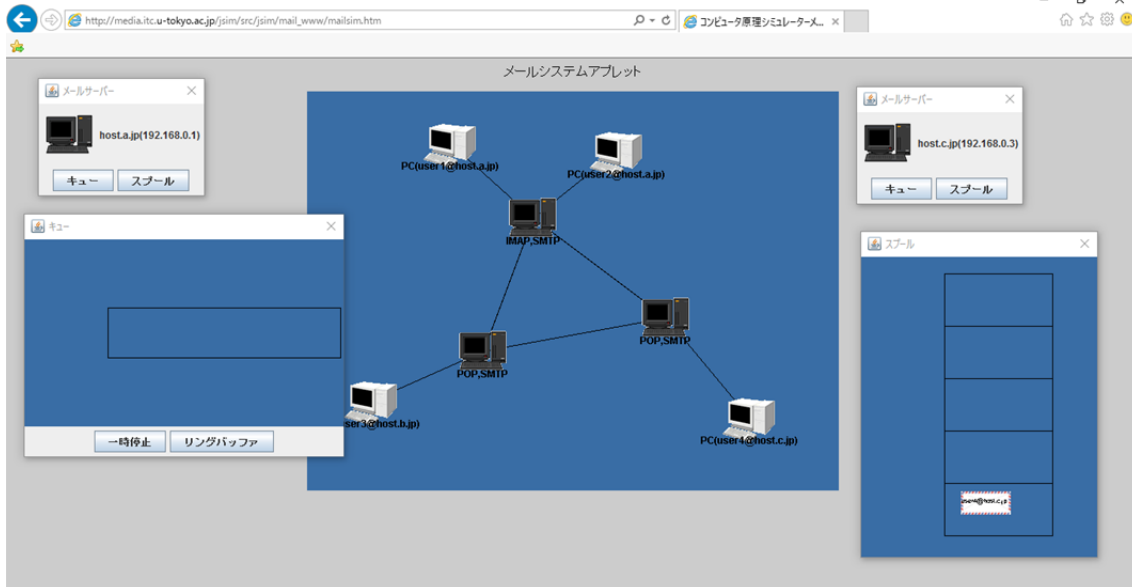 http://media.itc.u-tokyo.ac.jp/jsim/src/jsim/mail_www/mailsim.htm
コンピュータ原理シミュレーターメ...
メールシステムアプレット
メールサーバー
host.a.jp(192.168.0.1)
キュー
スプール
キュー
一時停止
リングバッファ
PC(user1@host.a.jp)
PC(user2@host.a.jp)
IMAP,SMTP
POP,SMTP
POP,SMTP
ser3@host.b.jp)
PC(user4@host.c.jp)
メールサーバー
host.c.jp(192.168.0.3)
キュー
スプール
スプール
user4@host.c.jp